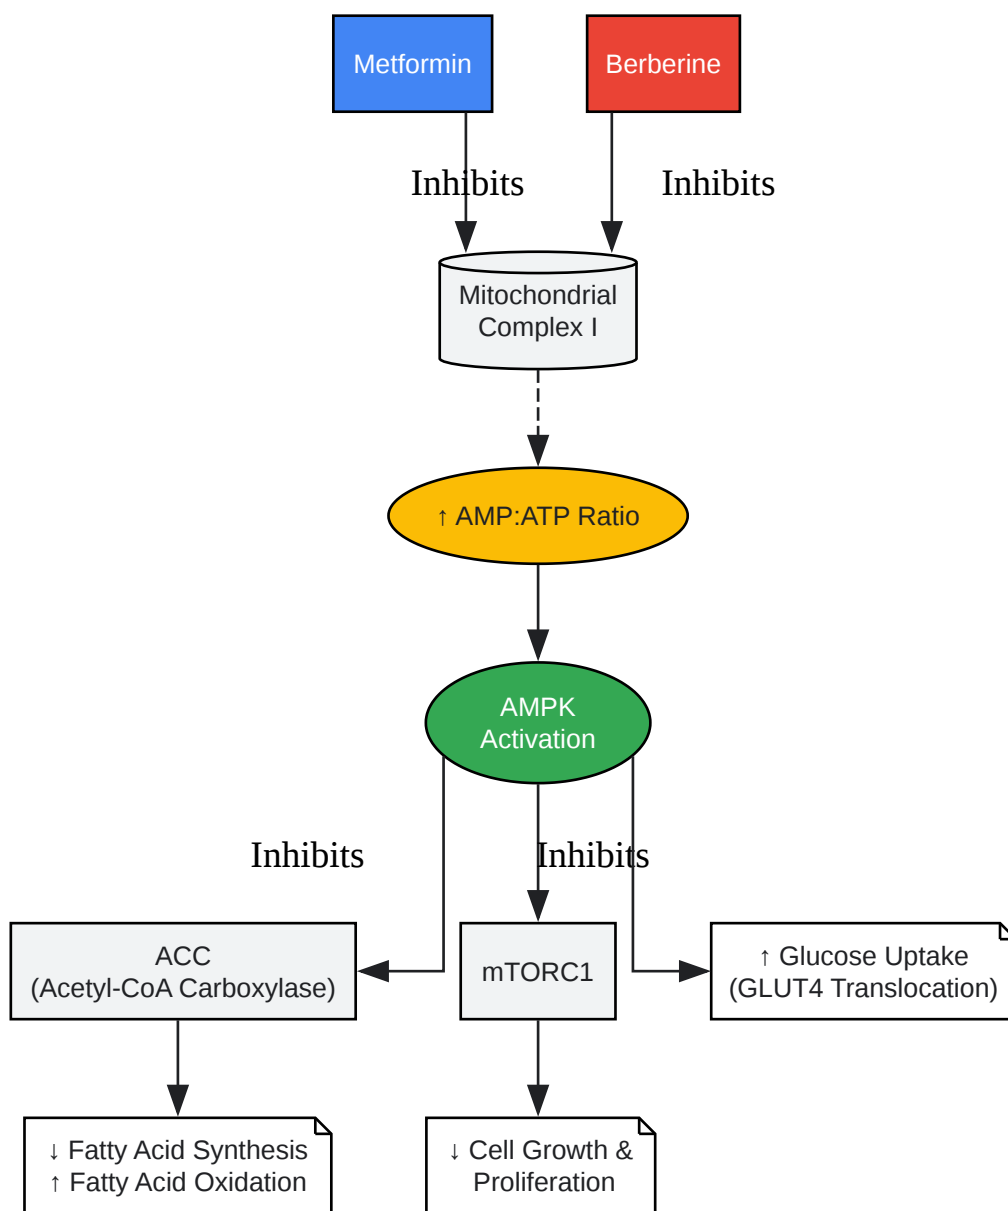 Metformin
Berberine
Inhibits
Inhibits
Mitochondrial
Complex I
↑ AMP:ATP Ratio
AMPK
Activation
Inhibits
Inhibits
ACC
(Acetyl-CoA Carboxylase)
mTORC1
↑ Glucose Uptake
(GLUT4 Translocation)
↓ Fatty Acid Synthesis
↑ Fatty Acid Oxidation
↓ Cell Growth &
Proliferation